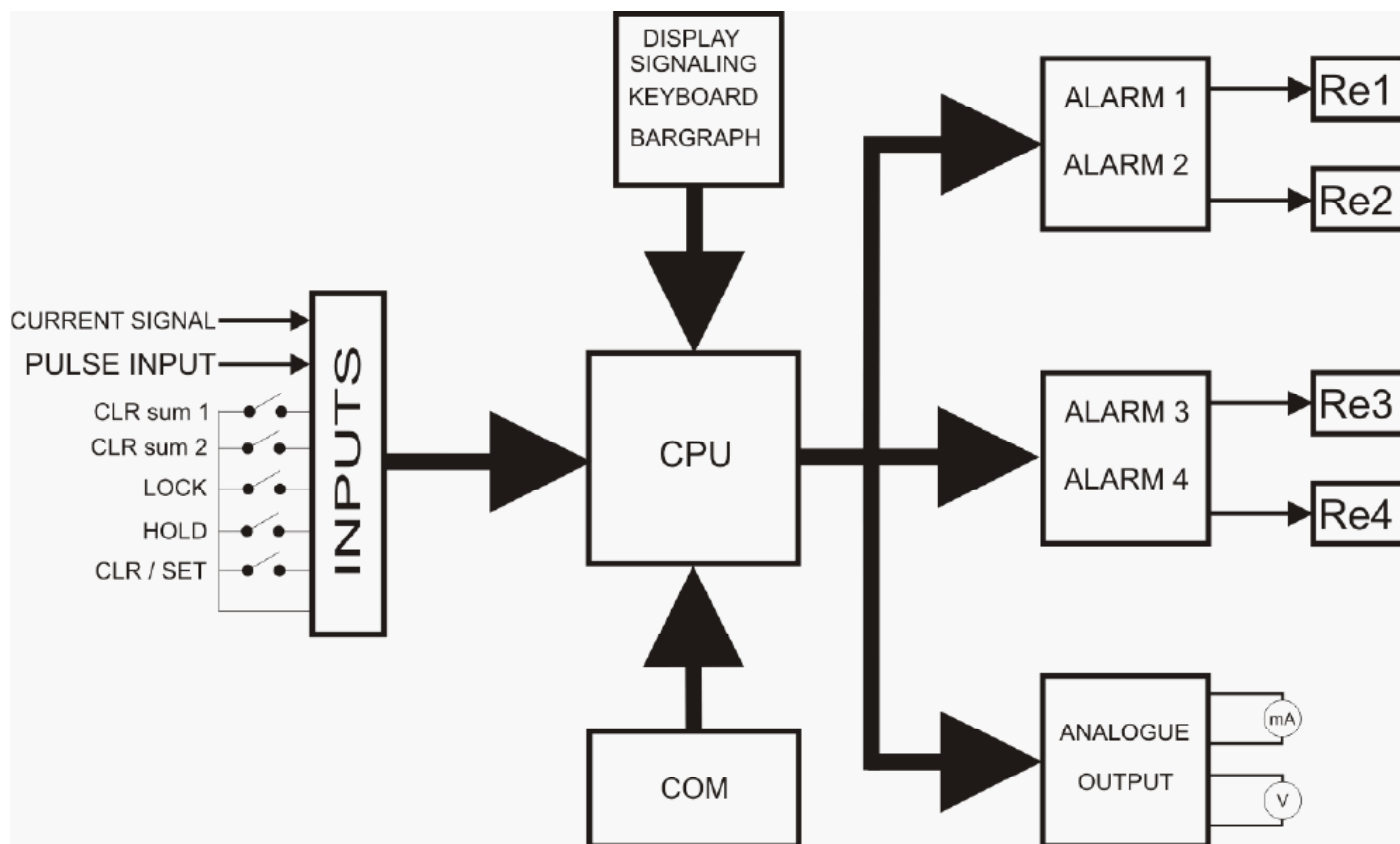 DISPLAY
SIGNALING
KEYBOARD
BARGRAPH
ALARM 1
ALARM 2
Re1
Re2
CURRENT SIGNAL
PULSE INPUT
CLR sum 1
CLR sum 2
LOCK
HOLD
CLR / SET
INPUTS
CPU
ALARM 3
ALARM 4
Re3
Re4
COM
ANALOGUE
OUTPUT
mA
V